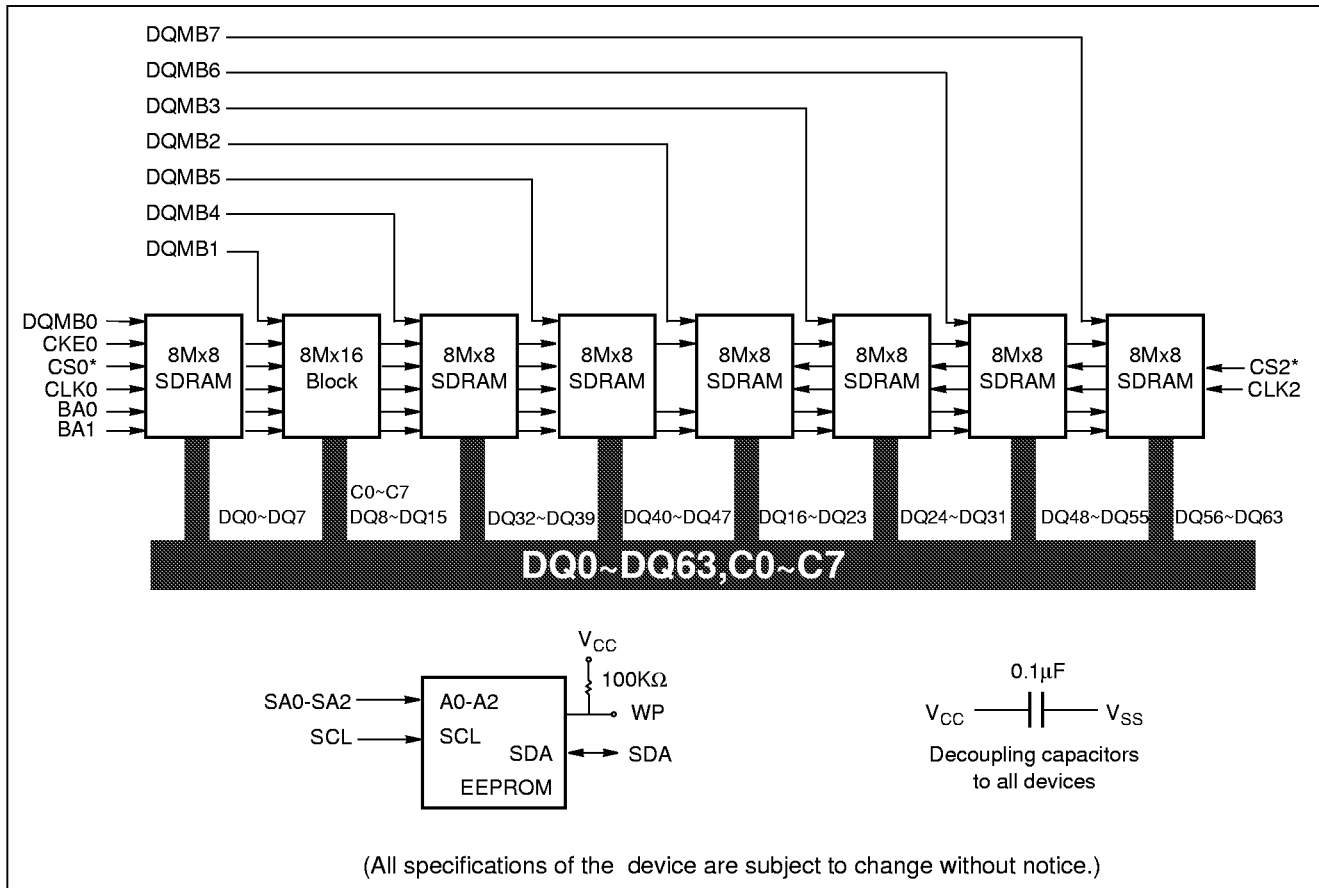 DQMB7
DQMB6
DQMB3
DQMB2
DQMB5
DQMB4
DQMB1
DQMB0
CKE0
CS0*
CLK0
BA0
BA1
8Mx8
SDRAM
8Mx16
Block
8Mx8
SDRAM
8Mx8
SDRAM
8Mx8
SDRAM
8Mx8
SDRAM
8Mx8
SDRAM
8Mx8
SDRAM
CS2*
CLK2
DQ0~DQ7
C0~C7
DQ8~DQ15
DQ32~DQ39
DQ40~DQ47
DQ16~DQ23
DQ24~DQ31
DQ48~DQ55
DQ56~DQ63
DQ0~DQ63,C0~C7
VCC
100KΩ
WP
SA0-SA2
SCL
A0-A2
SCL
SDA
EEPROM
SDA
0.1µF
VCC
VSS
Decoupling capacitors
to all devices
(All specifications of the device are subject to change without notice.)